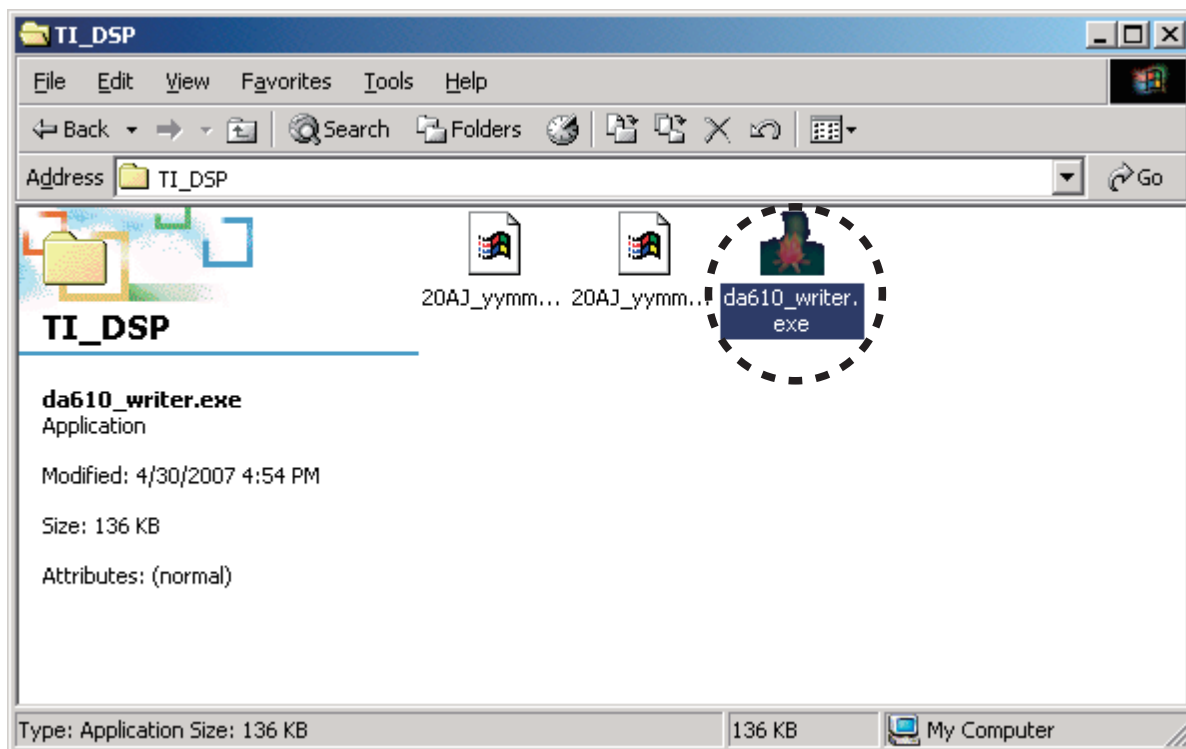 TI_DSP
File Edit View Favorites Tools Help
Back Search Folders
Address TI_DSP Go
20AJ_yymm... 20AJ_yymm... da610_writer.
exe
TI_DSP
da610_writer.exe
Application
Modified: 4/30/2007 4:54 PM
Size: 136 KB
Attributes: (normal)
Type: Application Size: 136 KB 136 KB My Computer